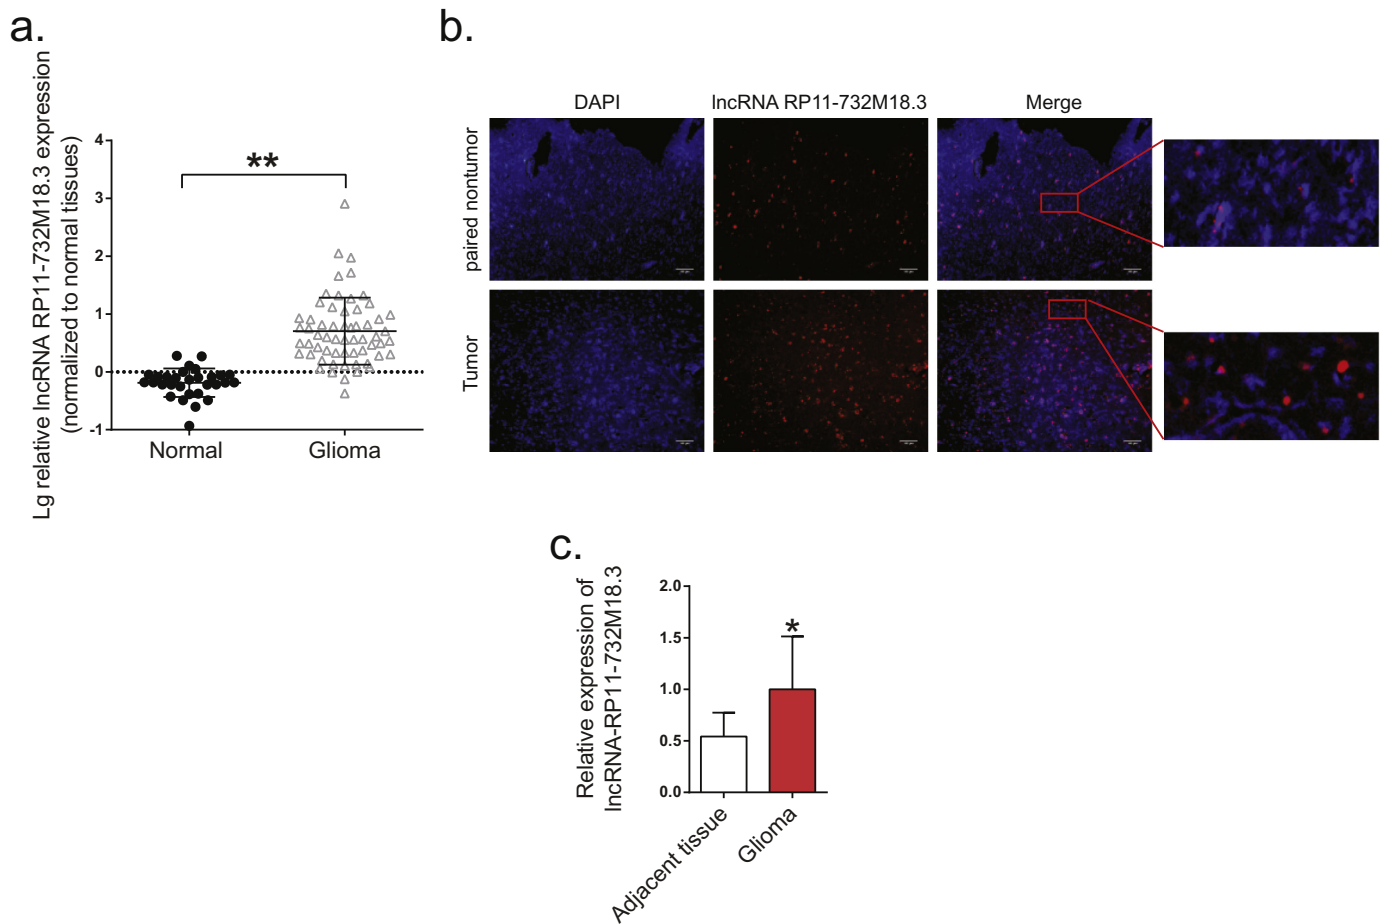 a.
Lg relative lncRNA RP11-732M18.3 expression
(normalized to normal tissues)
4
3
2
1
0
-1
**
Normal
Glioma
b.
DAPI
lncRNA RP11-732M18.3
Merge
paired nontumor
Tumor
c.
Relative expression of
lncRNA-RP11-732M18.3
2.0
1.5
1.0
0.5
0.0
*
Adjacent tissue
Glioma